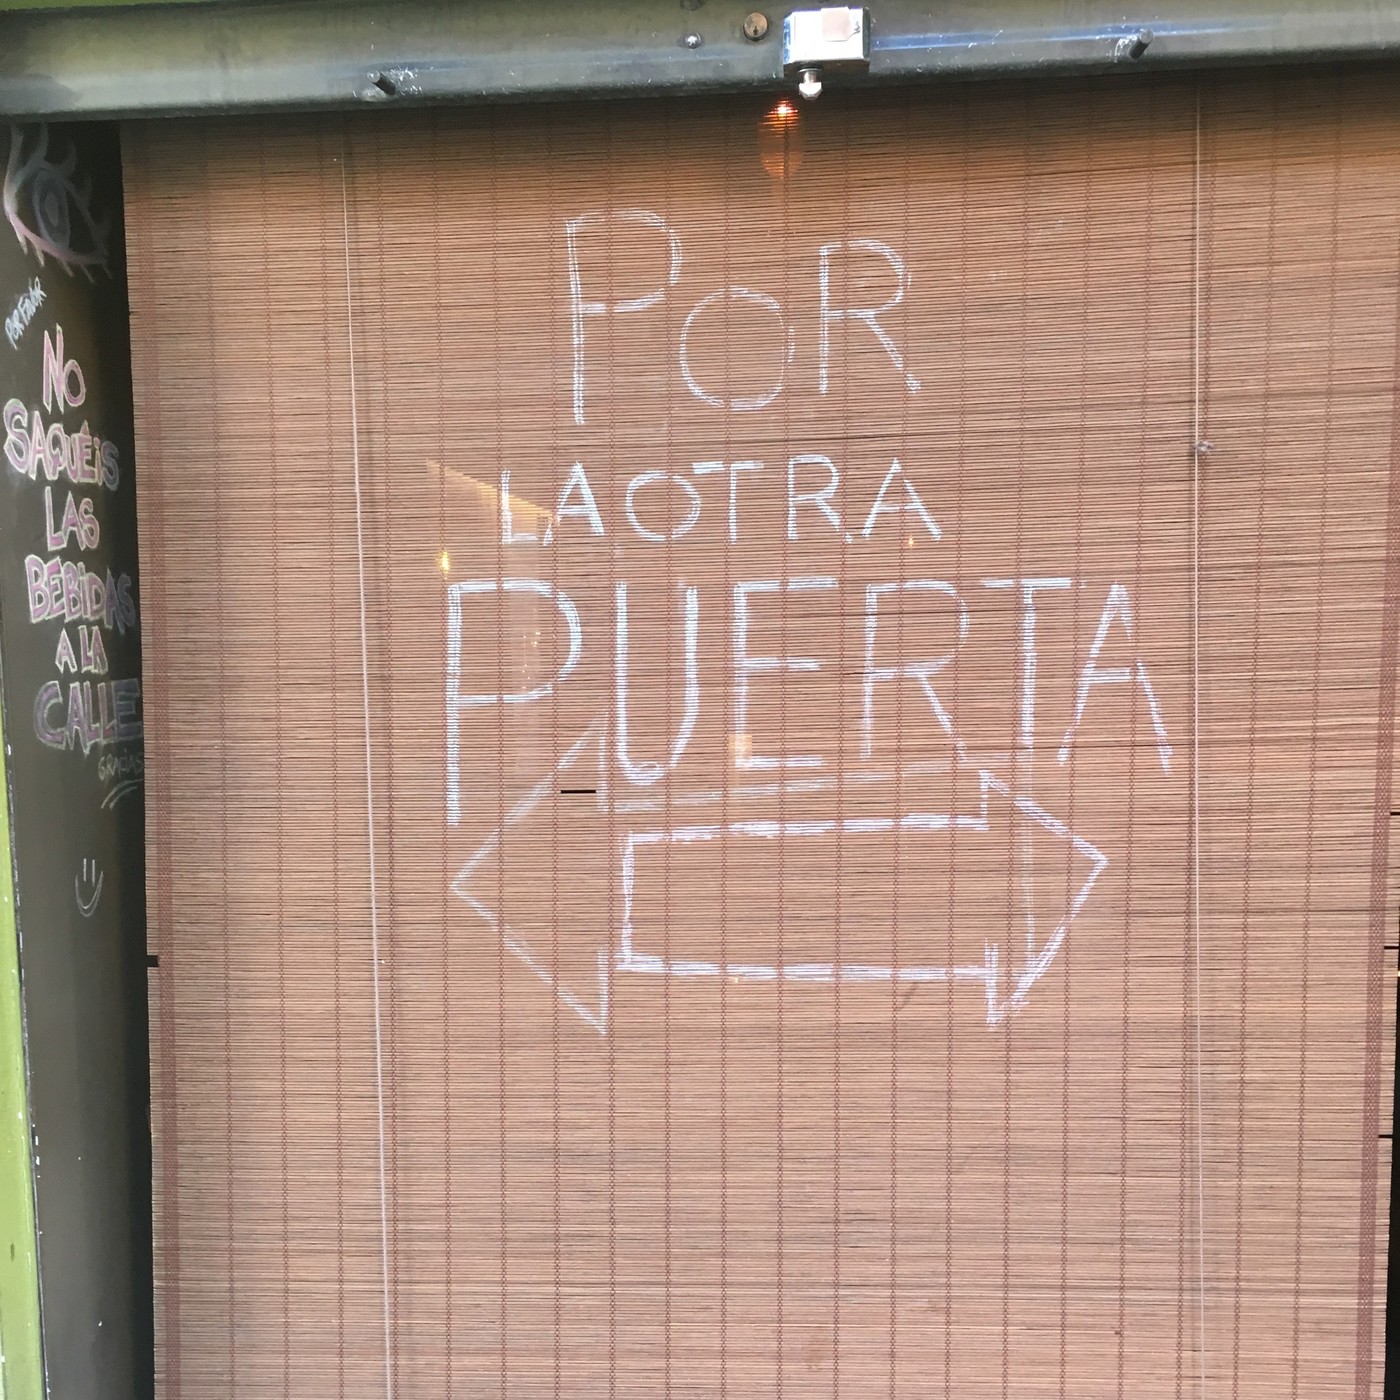 POR
LA OTRA
PUERTA
POR FAVOR
NO
SAQUÉIS
LAS
BEBIDAS
A LA
CALLE
GRACIAS